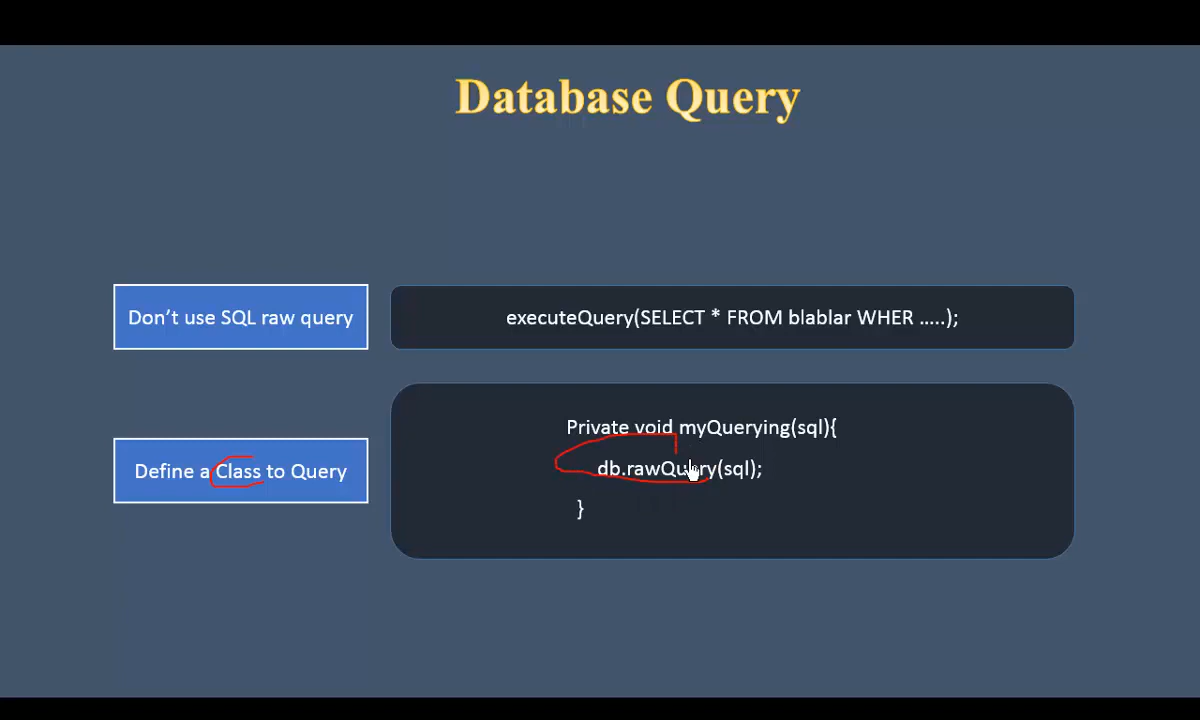 Database Query
Don’t use SQL raw query
executeQuery(SELECT * FROM blablar WHER .....);
Private void myQuerying(sql){
Define a Class to Query
db.rawQuery(sql);
}